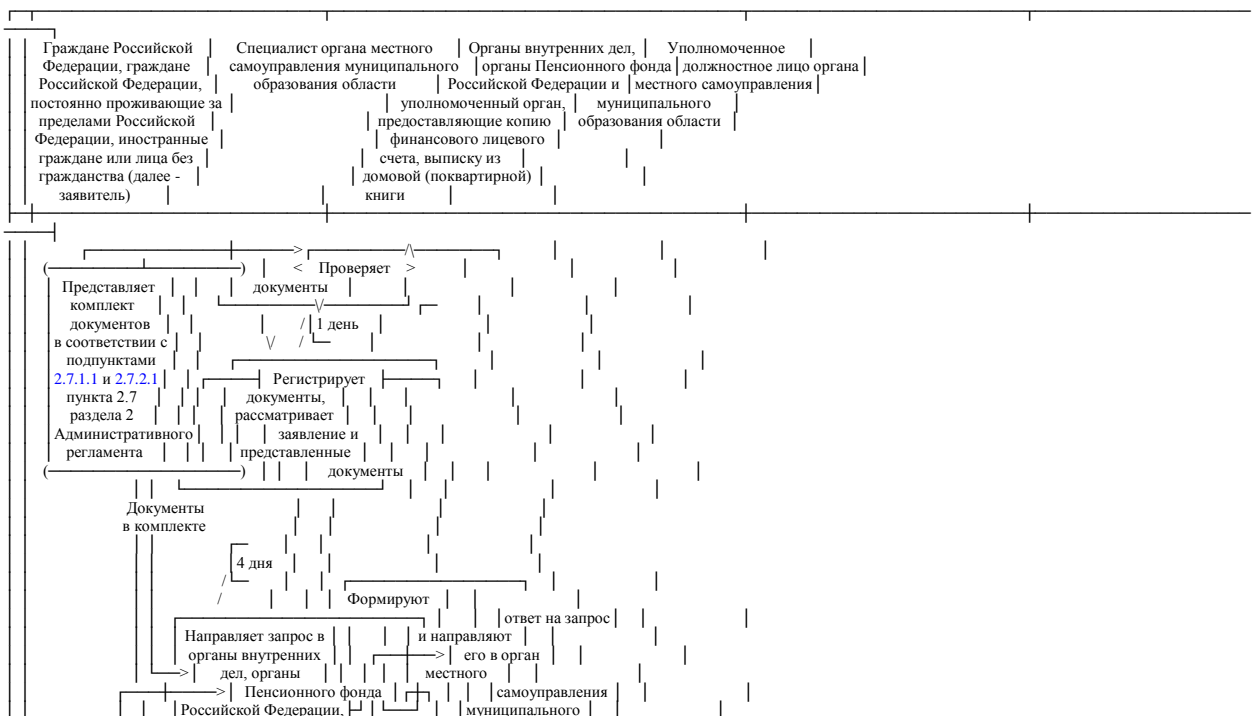 Граждане Российской Специалист органа местного Органы внутренних дел, Уполномоченное
Федерации, граждане самоуправления муниципального органы Пенсионного фонда должностное лицо органа
Российской Федерации, образования области Российской Федерации и местного самоуправления
постоянно проживающие за уполномоченный орган, муниципального
пределами Российской предоставляющие копию образования области
Федерации, иностранные финансового лицевого
граждане или лица без счета, выписку из
гражданства (далее - домовой (поквартирной)
заявитель) книги
Проверяет
Представляет документы
комплект
документов 1 день
в соответствии с
подпунктами
2.7.1.1 и 2.7.2.1 Регистрирует
пункта 2.7 документы,
раздела 2 рассматривает
Административного заявление и
регламента представленные
документы
Документы
в комплекте
4 дня
Формируют
ответ на запрос
Направляет запрос в и направляют
органы внутренних его в орган
дел, органы местного
Пенсионного фонда самоуправления
Российской Федерации, муниципального